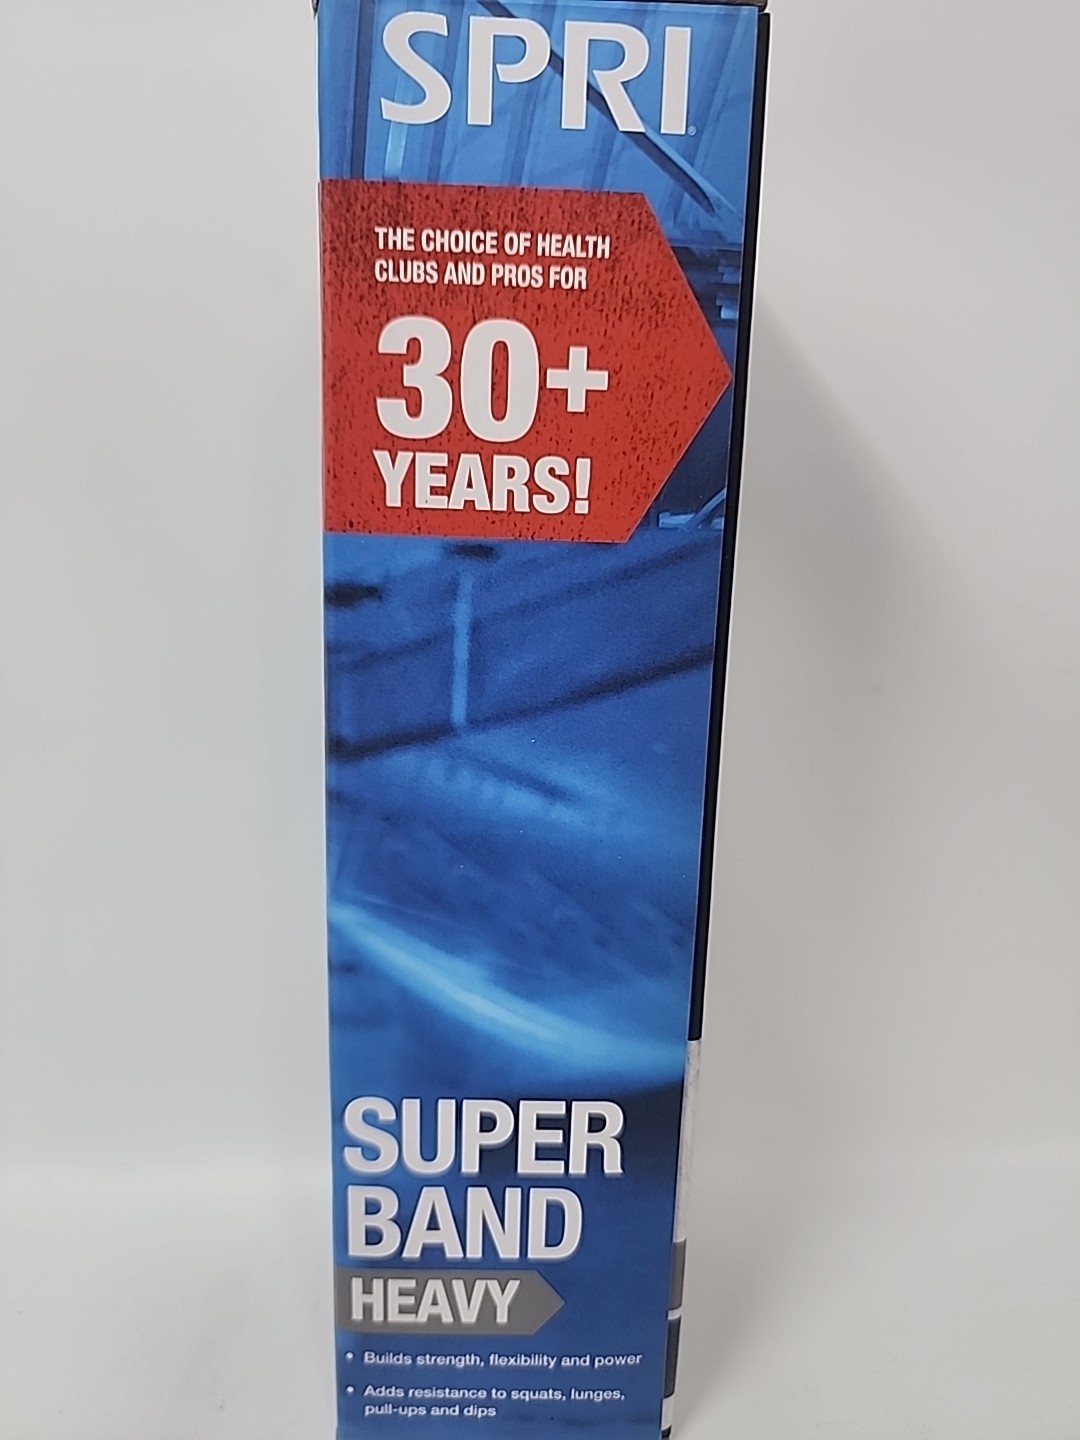 SPRI®
THE CHOICE OF HEALTH
CLUBS AND PROS FOR
30+
YEARS!
SUPER
BAND
HEAVY
• Builds strength, flexibility and power
• Adds resistance to squats, lunges,
pull-ups and dips